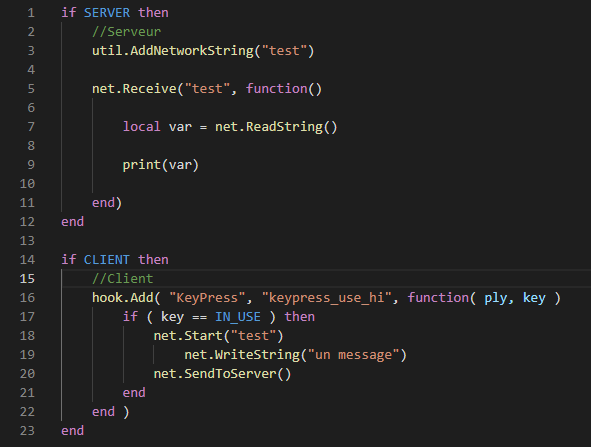 1 if SERVER then
2 //Serveur
3 util.AddNetworkString("test")
4
5 net.Receive("test", function()
6
7 local var = net.ReadString()
8
9 print(var)
10
11 end)
12 end
13
14 if CLIENT then
15 //Client
16 hook.Add( "KeyPress", "keypress_use_hi", function( ply, key )
17 if ( key == IN_USE ) then
18 net.Start("test")
19 net.WriteString("un message")
20 net.SendToServer()
21 end
22 end )
23 end